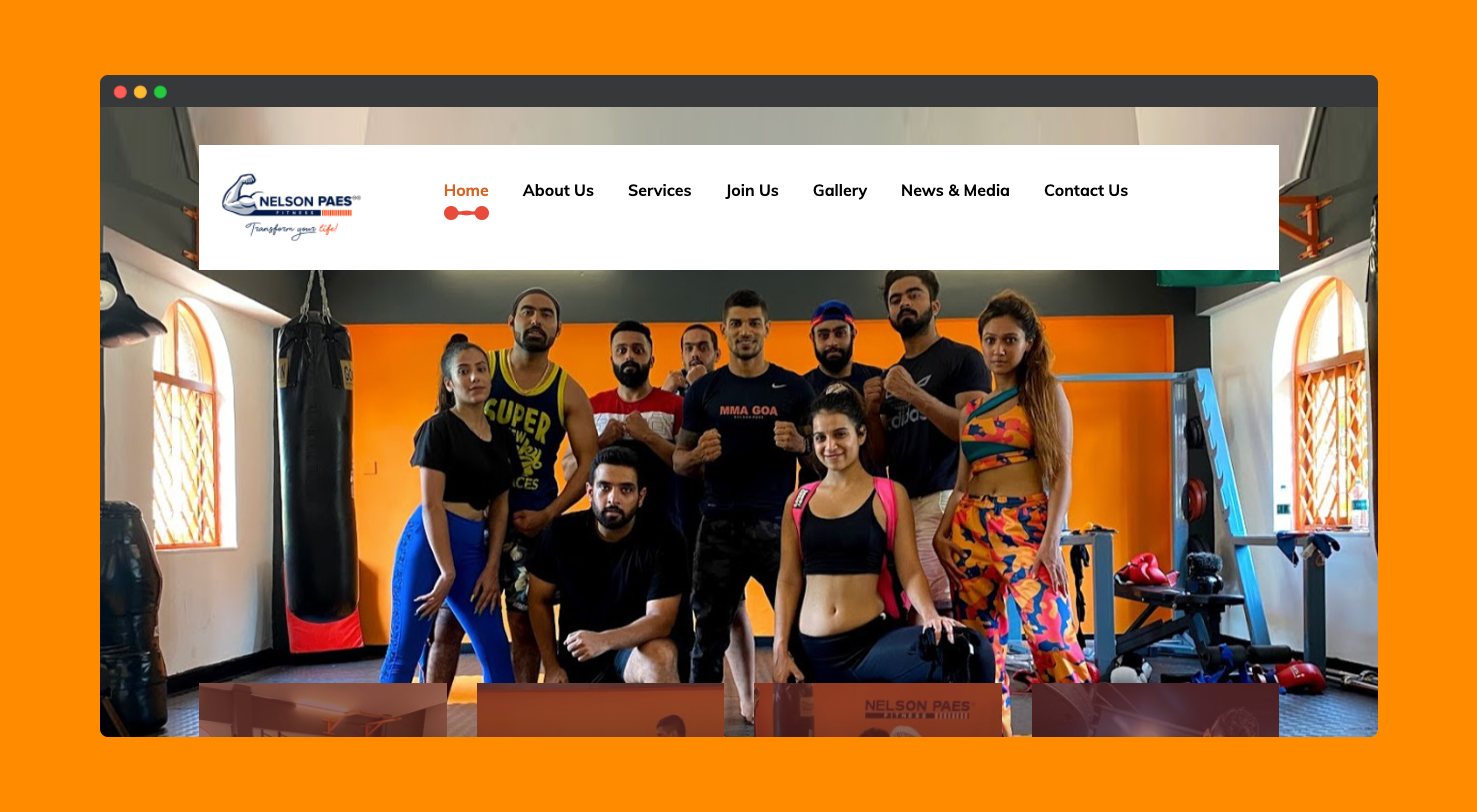 NELSON PAES
FITNESS
Transform your life!
Home About Us Services Join Us Gallery News & Media Contact Us
SUPER
ACES
MMA GOA
adidas
NELSON PAES
FITNESS